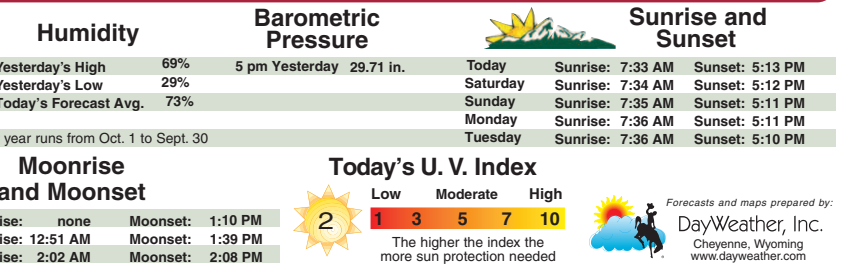 Humidity
Yesterday's High 69%
Yesterday's Low 29%
Today's Forecast Avg. 73%
year runs from Oct. 1 to Sept. 30
Barometric
Pressure
5 pm Yesterday 29.71 in.
Sunrise and
Sunset
Today Sunrise: 7:33 AM Sunset: 5:13 PM
Saturday Sunrise: 7:34 AM Sunset: 5:12 PM
Sunday Sunrise: 7:35 AM Sunset: 5:11 PM
Monday Sunrise: 7:36 AM Sunset: 5:11 PM
Tuesday Sunrise: 7:36 AM Sunset: 5:10 PM
Moonrise
and Moonset
ise: none Moonset: 1:10 PM
ise: 12:51 AM Moonset: 1:39 PM
ise: 2:02 AM Moonset: 2:08 PM
Today's U. V. Index
2
Low Moderate High
1 3 5 7 10
The higher the index the
more sun protection needed
Forecasts and maps prepared by:
DayWeather, Inc.
Cheyenne, Wyoming
www.dayweather.com